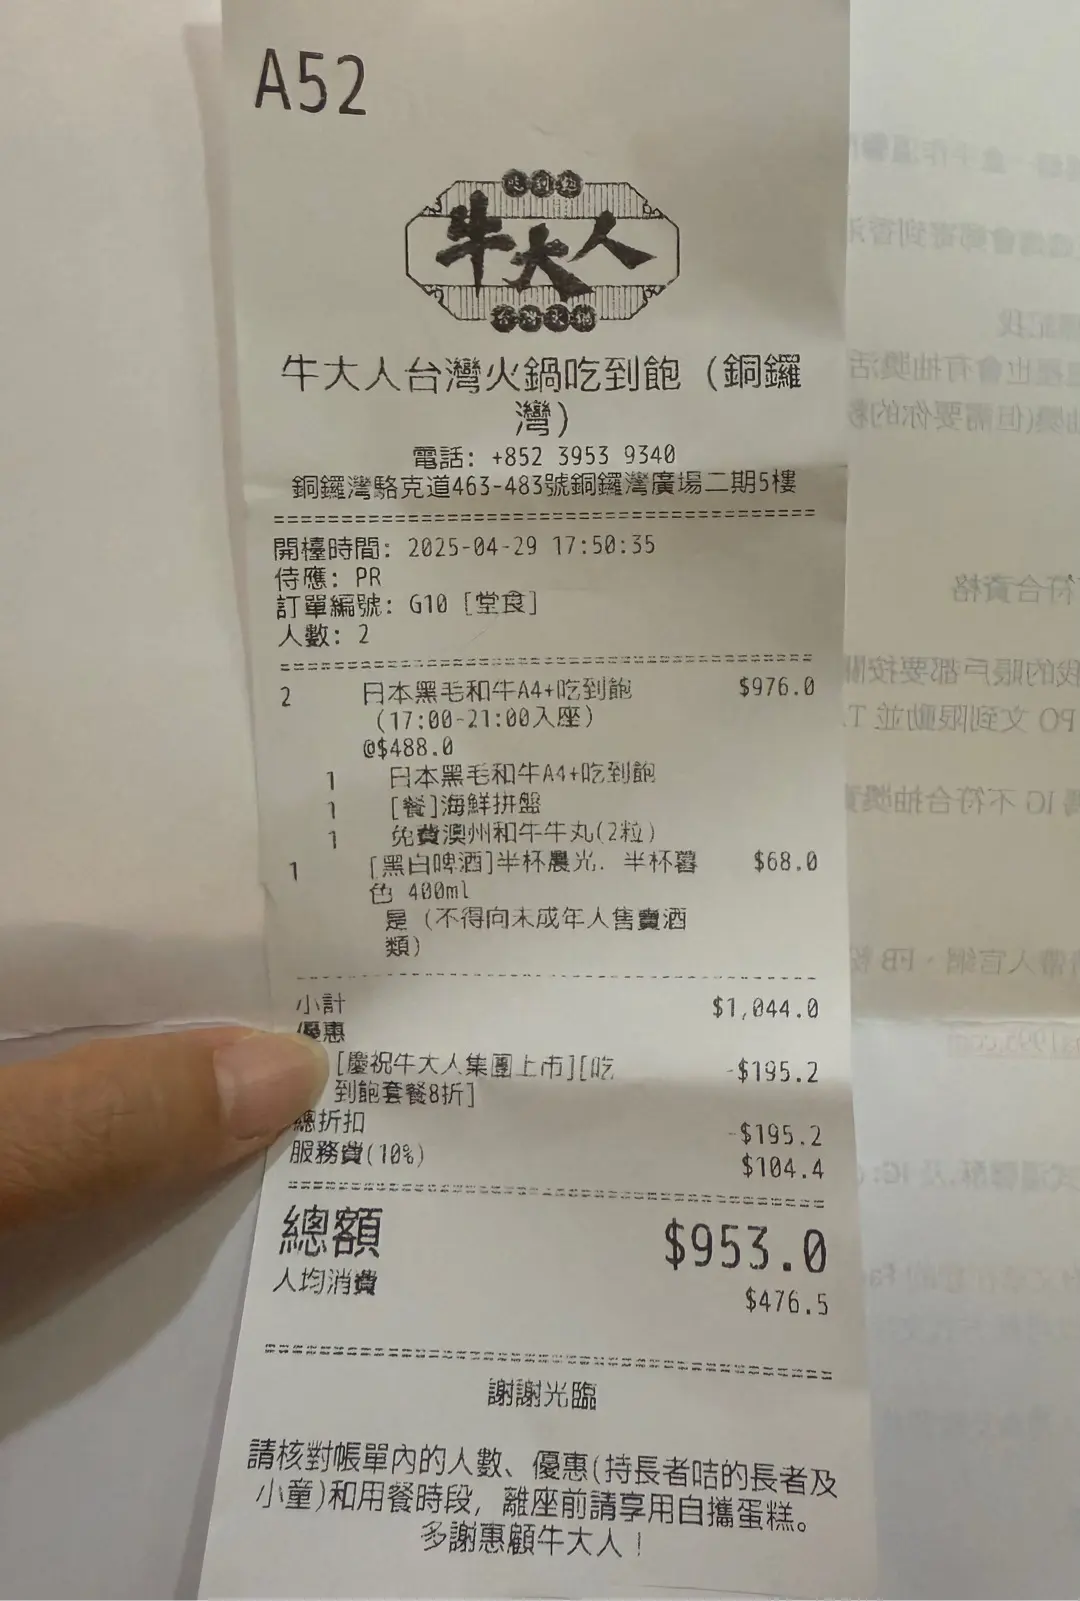 A52
牛大人
牛大人台灣火鍋吃到飽（銅鑼
灣）
電話: +852 3953 9340
銅鑼灣駱克道463-483號銅鑼灣廣場二期5樓
開檯時間: 2025-04-29 17:50:35
侍應: PR
訂單編號: G10 [堂食]
人數: 2
2 日本黑毛和牛A4+吃到飽 $976.0
（17:00-21:00入座）
@$488.0
1 日本黑毛和牛A4+吃到飽
1 [餐]海鮮拼盤
1 免費澳州和牛牛丸(2粒)
1 [黑白啤酒]半杯晨光. 半杯暮 $68.0
色 400ml
是（不得向未成年人售賣酒
類）
小計 $1,044.0
優惠
[慶祝牛大人集團上市][吃 -$195.2
到飽套餐8折]
總折扣 -$195.2
服務費(10%) $104.4
總額 $953.0
人均消費 $476.5
謝謝光臨
請核對帳單內的人數、優惠(持長者咭的長者及
小童)和用餐時段, 離座前請享用自攜蛋糕。
多謝惠顧牛大人!